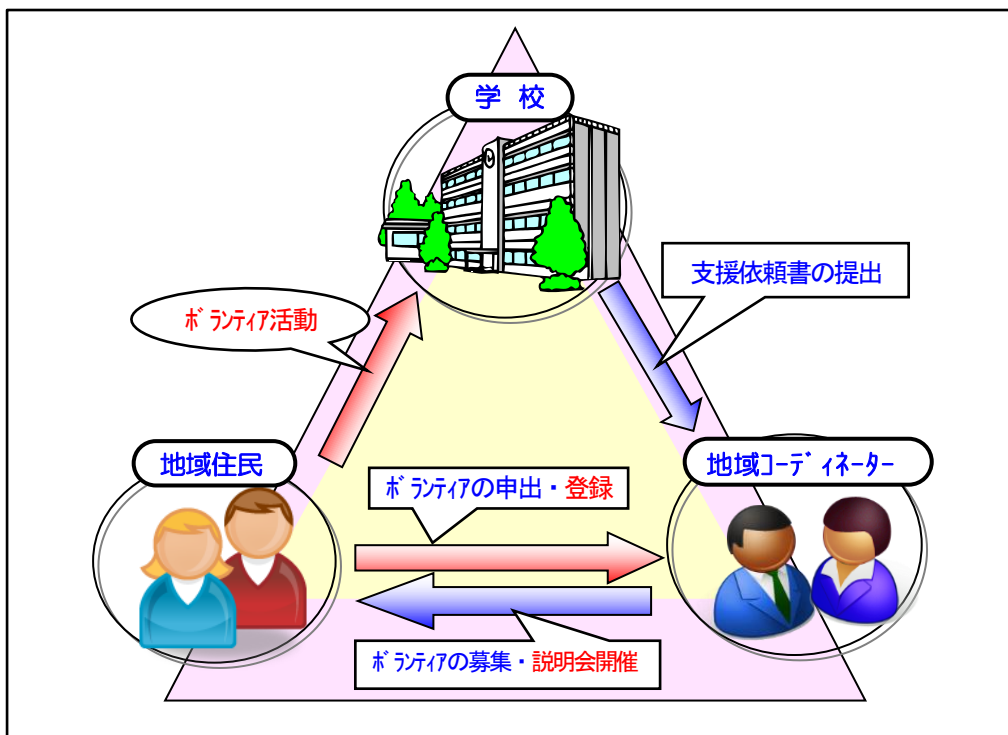 学 校
支援依頼書の提出
ﾎﾞﾗﾝﾃｨｱ活動
地域住民
地域ｺｰﾃﾞｨﾈｰﾀｰ
ﾎﾞﾗﾝﾃｨｱの申出・登録
ﾎﾞﾗﾝﾃｨｱの募集・説明会開催